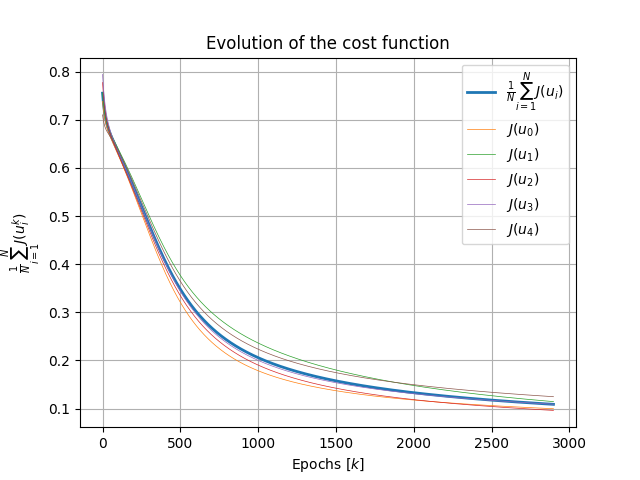 Evolution of the cost function
0.8
0.7
0.6
0.5
0.4
0.3
0.2
0.1
0
500
1000
1500
2000
2500
3000
Epochs [k]
1/N ∑_{i=1}^{N} J(u_i^k)
1/N ∑_{i=1}^{N} J(u_i)
J(u_0)
J(u_1)
J(u_2)
J(u_3)
J(u_4)